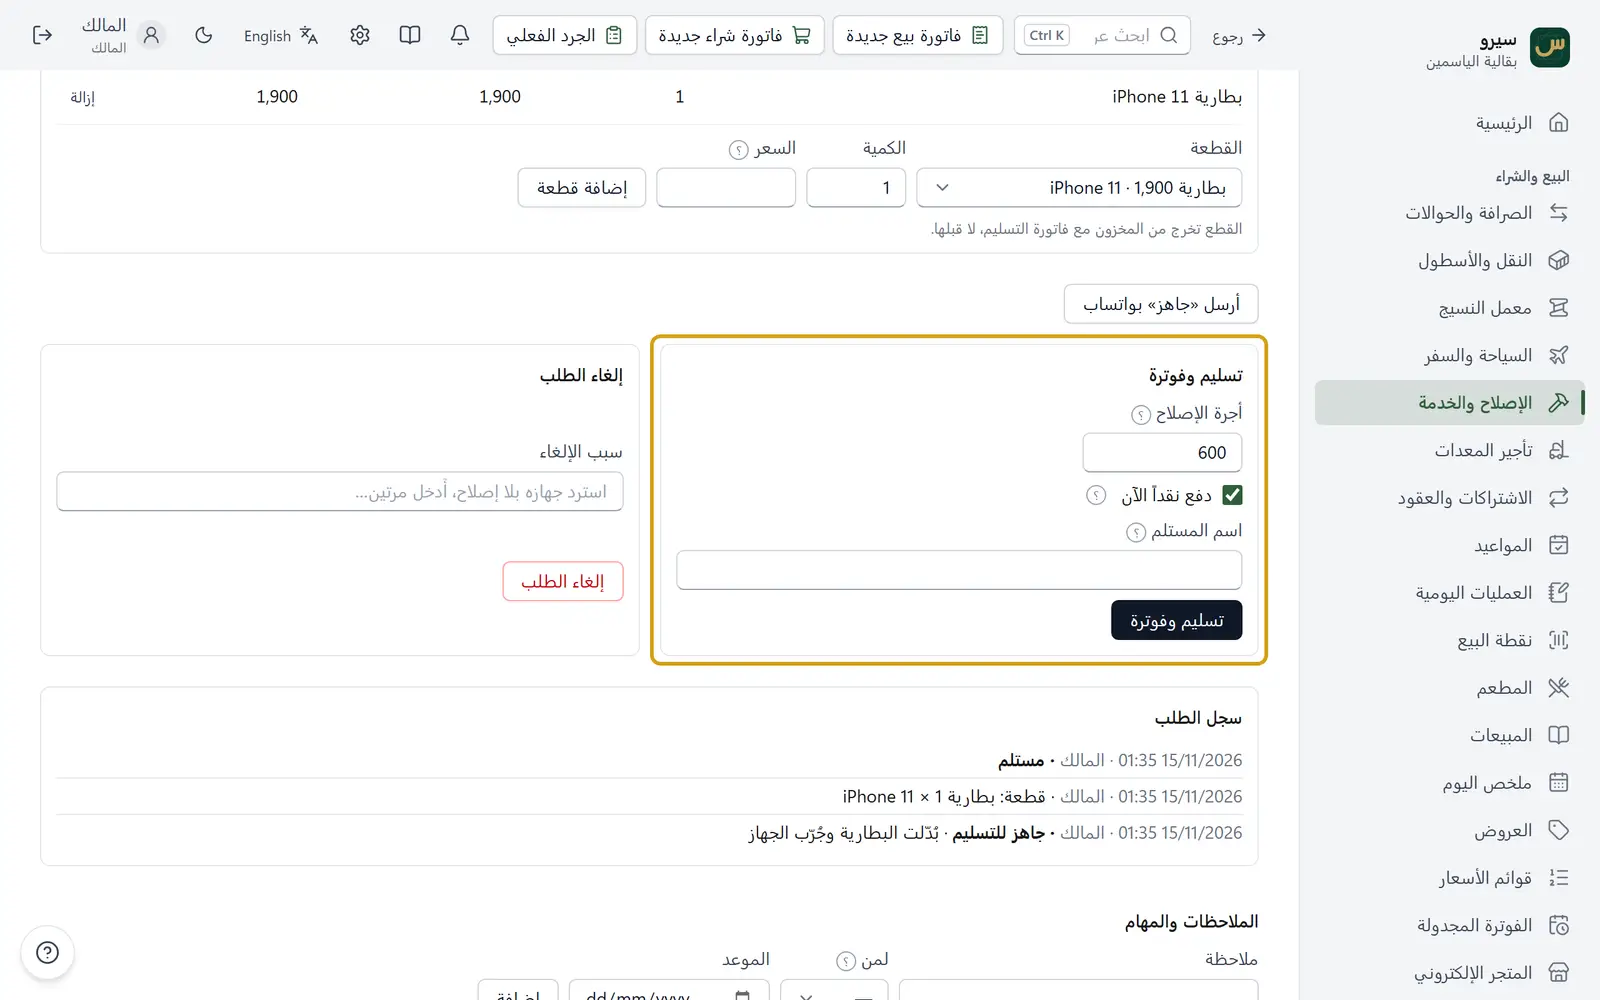 سيرو
بقالية الياسمين
س
رجوع
ابحث عر
Ctrl K
فاتورة بيع جديدة
فاتورة شراء جديدة
الجرد الفعلي
English
المالك
المالك
الرئيسية
البيع والشراء
الصرافة والحوالات
النقل والأسطول
معمل النسيج
السياحة والسفر
الإصلاح والخدمة
تأجير المعدات
الاشتراكات والعقود
المواعيد
العمليات اليومية
نقطة البيع
المطعم
المبيعات
ملخص اليوم
العروض
قوائم الأسعار
الفوترة المجدولة
المتجر الإلكتروني
بطارية iPhone 11 1 1,900 1,900 إزالة
القطعة الكمية السعر ؟
بطارية iPhone 11 · 1,900 1 إضافة قطعة
القطع تخرج من المخزون مع فاتورة التسليم، لا قبلها.
أرسل «جاهز» بواتساب
تسليم وفوترة
أجرة الإصلاح ؟
600
دفع نقداً الآن ؟
اسم المستلم ؟
تسليم وفوترة
إلغاء الطلب
سبب الإلغاء
استرد جهازه بلا إصلاح، أُدخل مرتين...
إلغاء الطلب
سجل الطلب
15/11/2026 01:35 · المالك · مستلم
15/11/2026 01:35 · المالك · قطعة: بطارية iPhone 11 × 1
15/11/2026 01:35 · المالك · جاهز للتسليم · بُدّلت البطارية وجُرّب الجهاز
الملاحظات والمهام
ملاحظة لمن ؟ الموعد
— dd/mm/yyyy إضافة